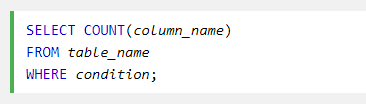 SELECT COUNT(column_name)
FROM table_name
WHERE condition;